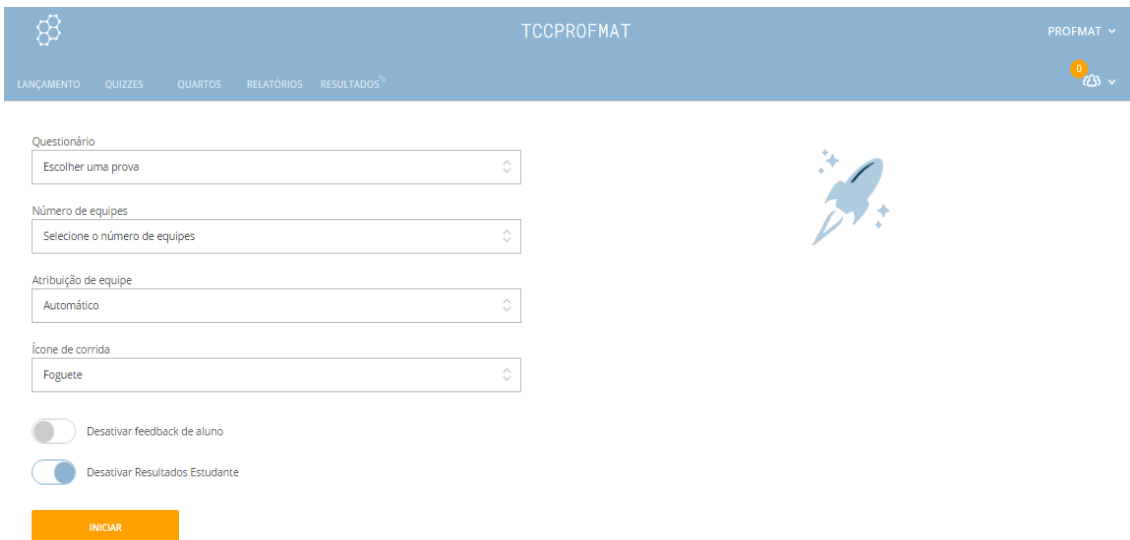 TCCPROFMAT
PROFMAT
LANÇAMENTO QUIZZES QUARTOS RELATÓRIOS RESULTADOS
0
Questionário
Escolher uma prova
Número de equipes
Selecione o número de equipes
Atribuição de equipe
Automático
Ícone de corrida
Foguete
Desativar feedback de aluno
Desativar Resultados Estudante
INICIAR